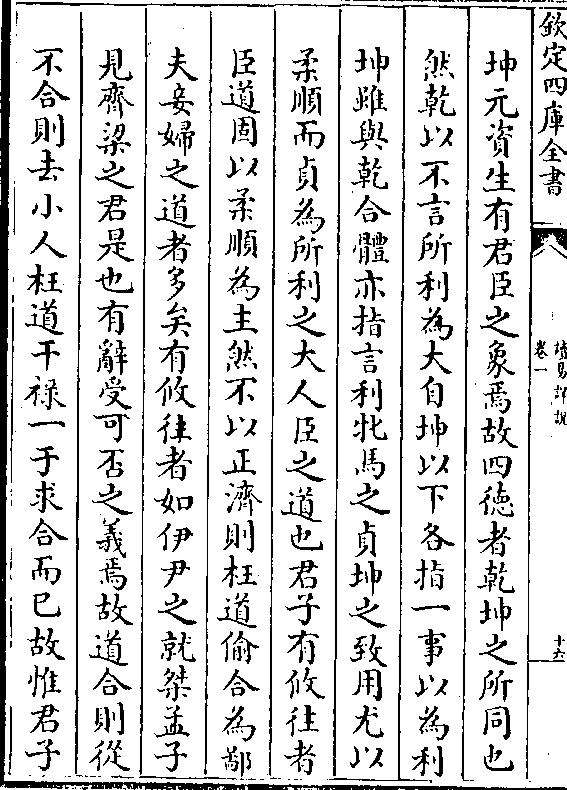 欽定四庫全書
讀易詳說
卷一
十六
坤元資生有君臣之象焉故四徳者乾坤之所同也
然乾以不言所利為大自坤以下各指一事以為利
坤雖與乾合體亦指言利牝馬之貞坤之致用尤以
柔順而貞為所利之大人臣之道也君子有攸往者
臣道固以柔順為主然不以正濟則枉道偷合為鄙
夫妾婦之道者多矣有攸往者如伊尹之就桀孟子
見齊梁之君是也有辭受可否之義焉故道合則從
不合則去小人枉道干祿一于求合而已故惟君子